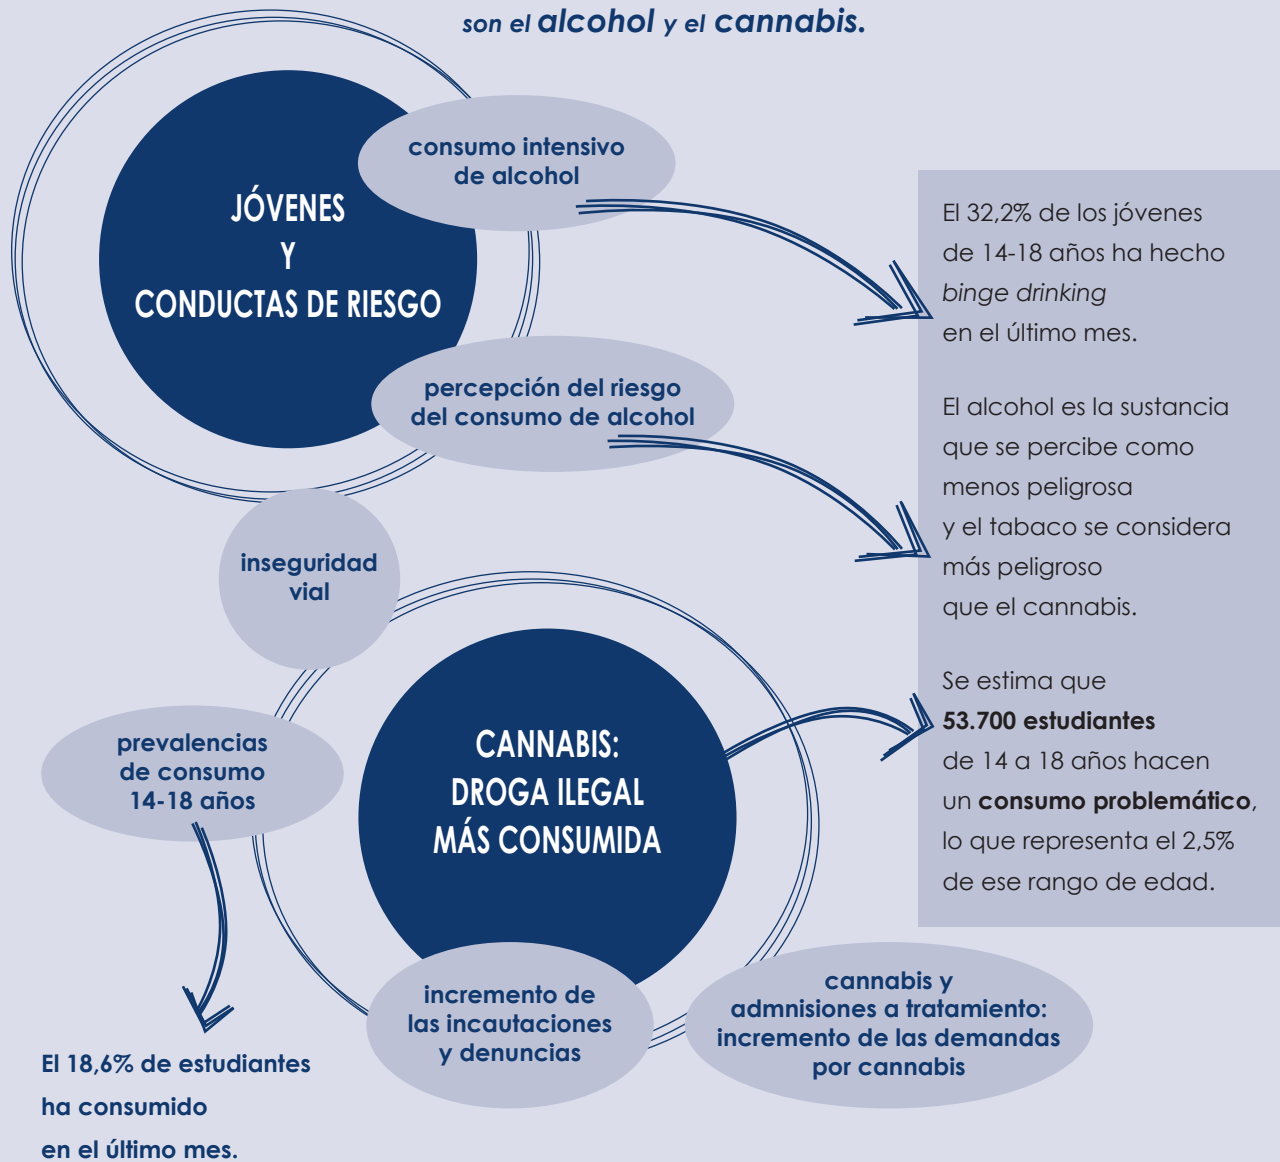 son el alcohol y el cannabis.
JÓVENES
Y
CONDUCTAS DE RIESGO
consumo intensivo
de alcohol
percepción del riesgo
del consumo de alcohol
El 32,2% de los jóvenes
de 14-18 años ha hecho
binge drinking
en el último mes.
El alcohol es la sustancia
que se percibe como
menos peligrosa
y el tabaco se considera
más peligroso
que el cannabis.
Se estima que
53.700 estudiantes
de 14 a 18 años hacen
un consumo problemático,
lo que representa el 2,5%
de ese rango de edad.
inseguridad
vial
CANNABIS:
DROGA ILEGAL
MÁS CONSUMIDA
prevalencias
de consumo
14-18 años
El 18,6% de estudiantes
ha consumido
en el último mes.
incremento de
las incautaciones
y denuncias
cannabis y
admnisiones a tratamiento:
incremento de las demandas
por cannabis